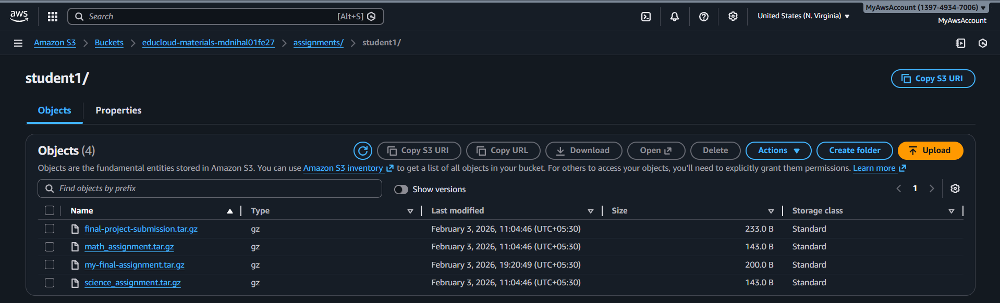 aws
Search [Alt+S]
United States (N. Virginia)
MyAwsAccount (1397-4934-7006)
MyAwsAccount
Amazon S3 Buckets educloud-materials-mdnihal01fe27 assignments/ student1/
student1/
Copy S3 URI
Objects Properties
Objects (4)
Copy S3 URI Copy URL Download Open Delete Actions Create folder Upload
Objects are the fundamental entities stored in Amazon S3. You can use Amazon S3 inventory to get a list of all objects in your bucket. For others to access your objects, you'll need to explicitly grant them permissions. Learn more
Find objects by prefix Show versions 1
Name Type Last modified Size Storage class
final-project-submission.tar.gz gz February 3, 2026, 11:04:46 (UTC+05:30) 233.0 B Standard
math_assignment.tar.gz gz February 3, 2026, 11:04:46 (UTC+05:30) 143.0 B Standard
my-final-assignment.tar.gz gz February 3, 2026, 19:20:49 (UTC+05:30) 200.0 B Standard
science_assignment.tar.gz gz February 3, 2026, 11:04:46 (UTC+05:30) 143.0 B Standard